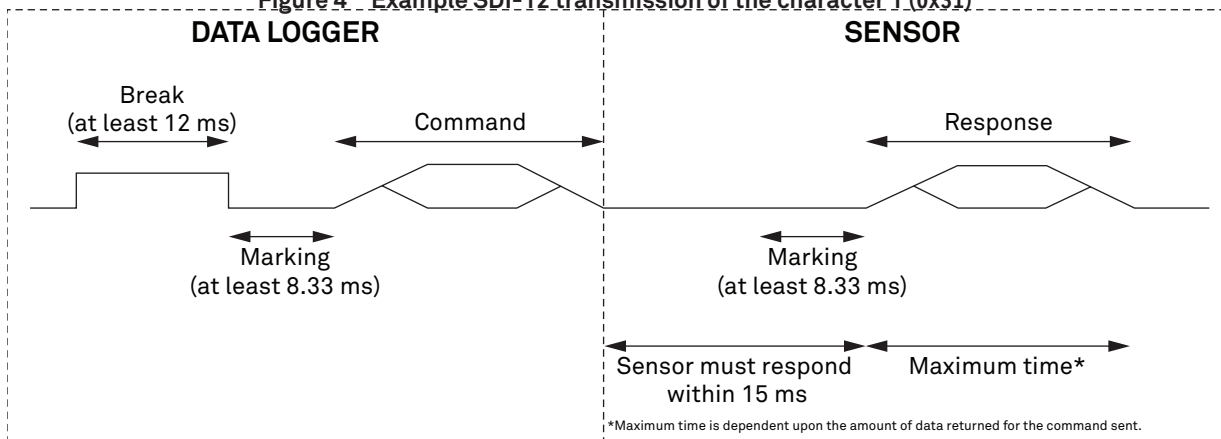 Figure 4 Example SDI-12 transmission of the character 1 (0x31)
DATA LOGGER
SENSOR
Break
(at least 12 ms)
Command
Response
Marking
(at least 8.33 ms)
Marking
(at least 8.33 ms)
Sensor must respond
within 15 ms
Maximum time*
*Maximum time is dependent upon the amount of data returned for the command sent.